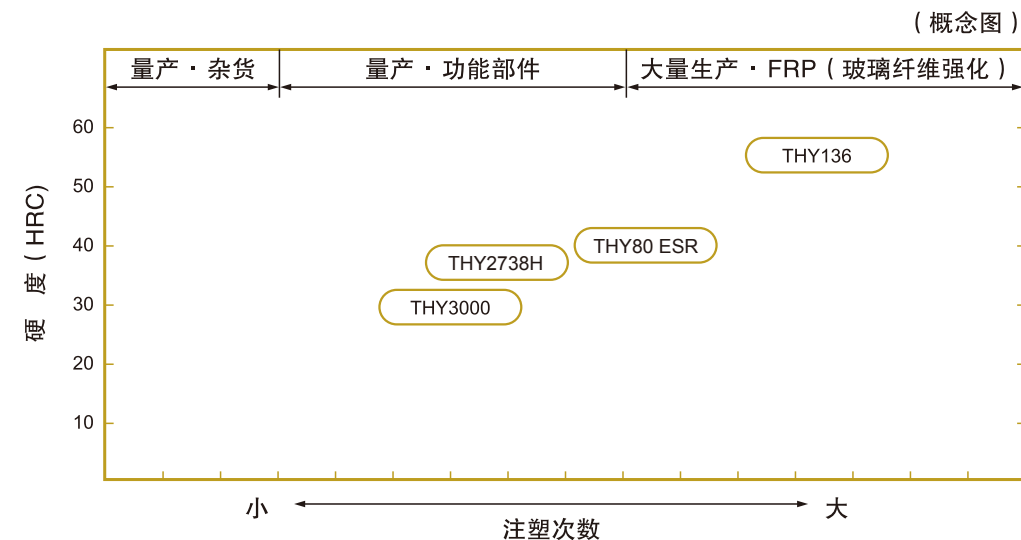 （概念图）
量产·杂货
量产·功能部件
大量生产·FRP（玻璃纤维强化）
60
THY136
50
硬 度（HRC）
40
THY80 ESR
THY2738H
30
THY3000
20
10
小
大
注塑次数